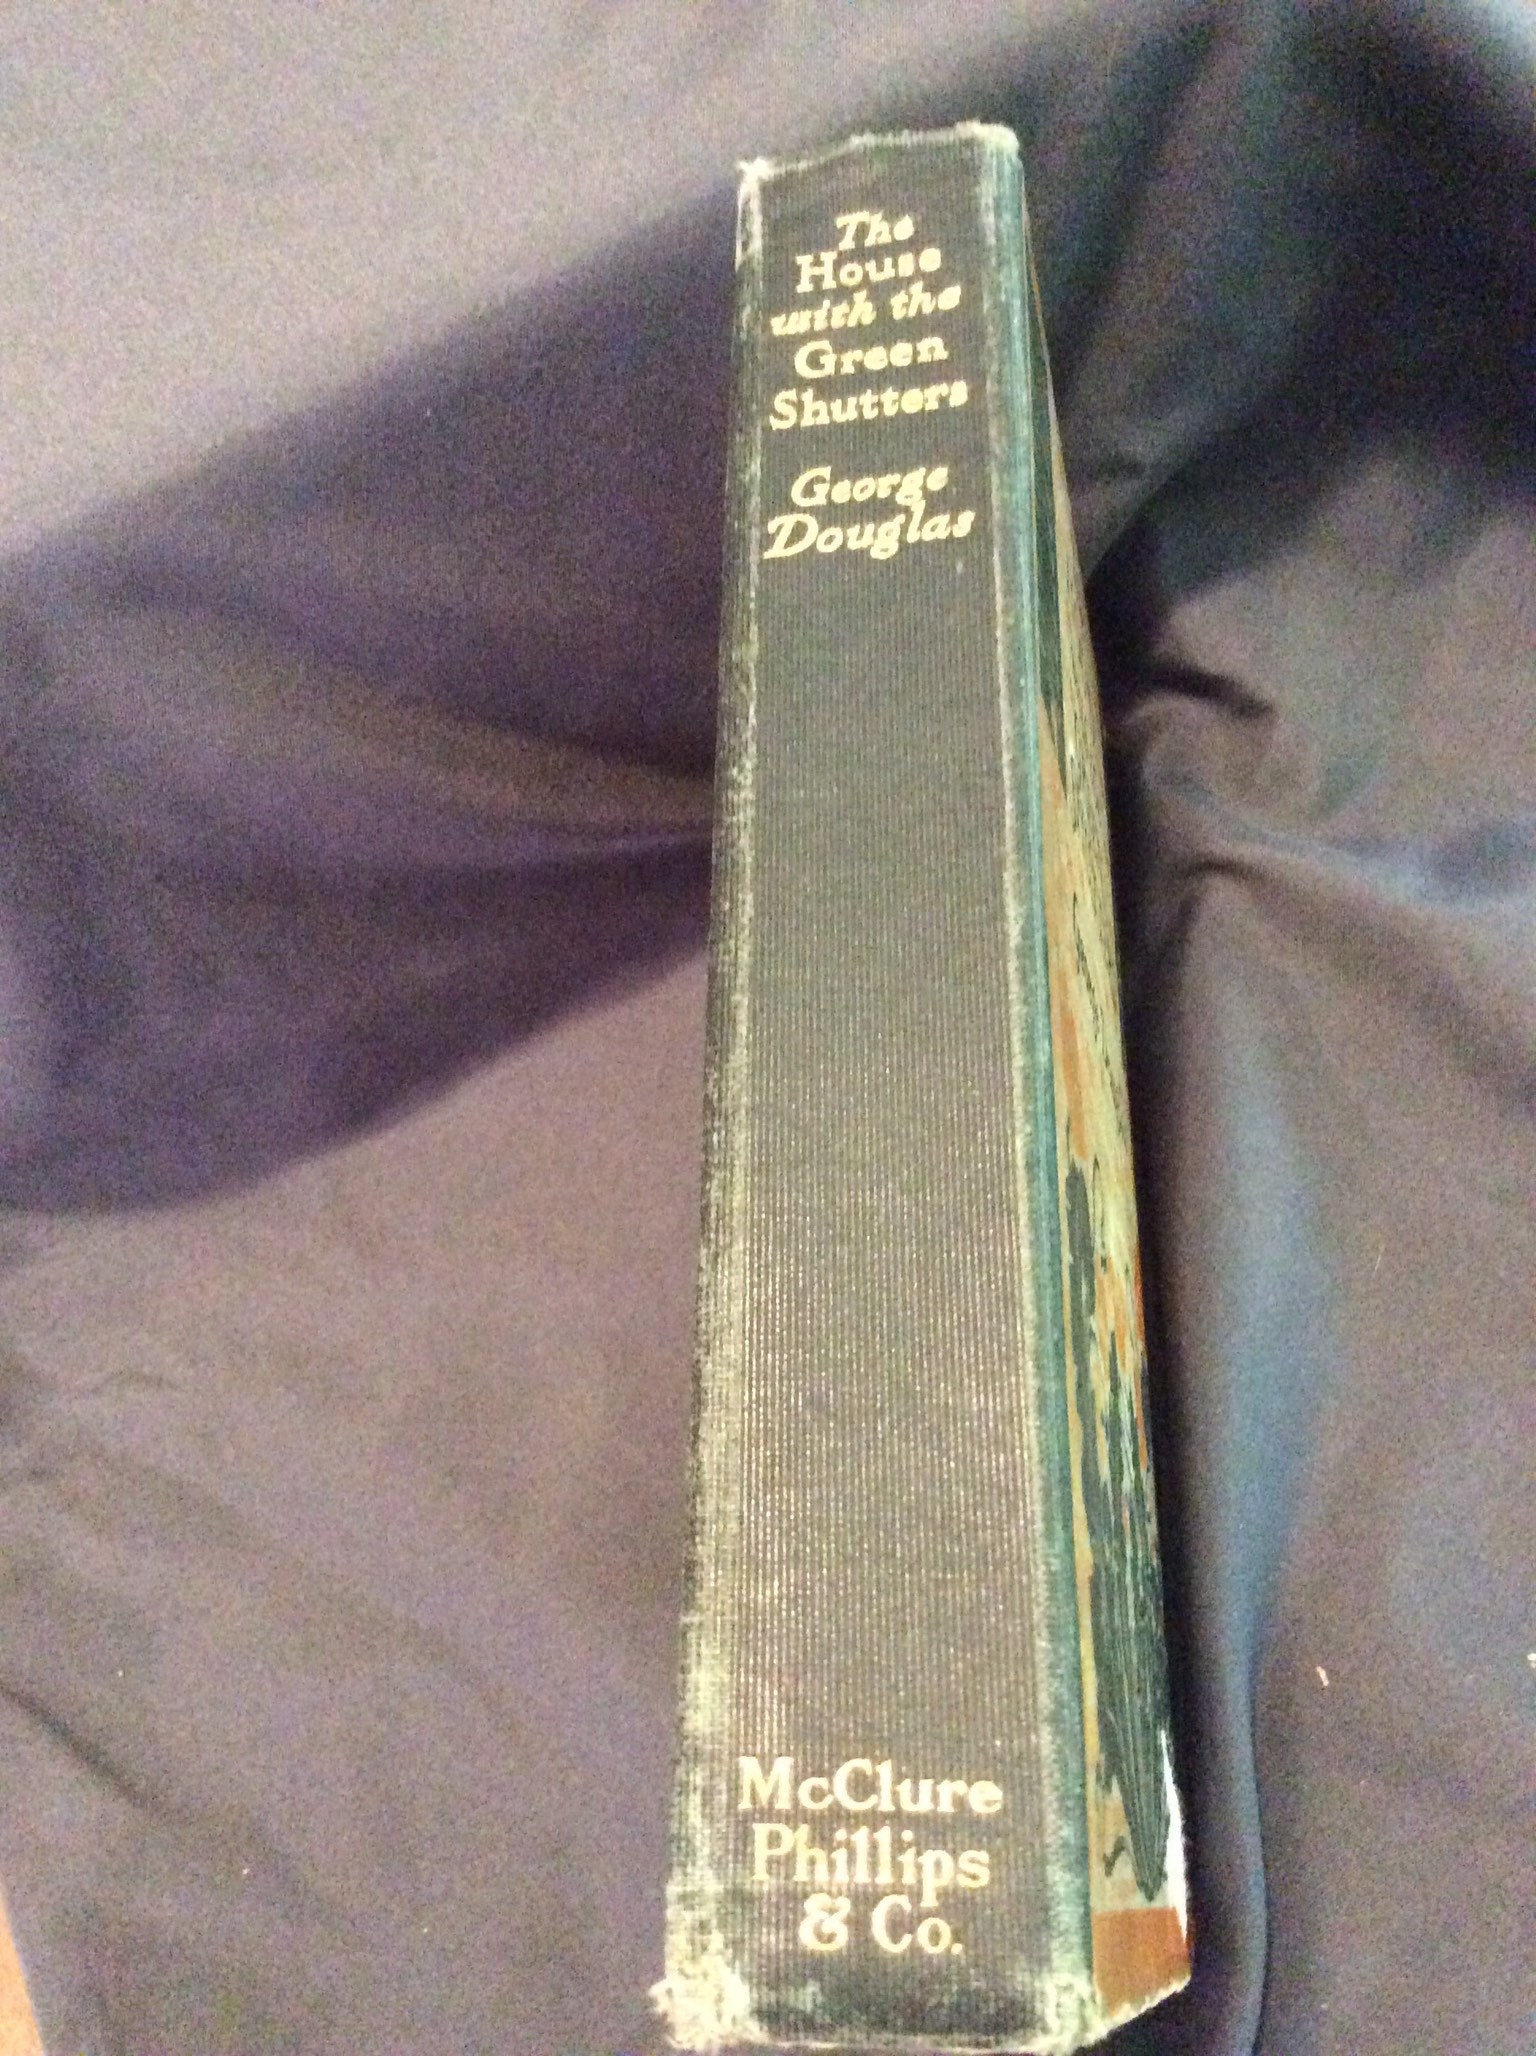 The
House
with the
Green
Shutters
George
Douglas
McClure
Phillips
& Co.